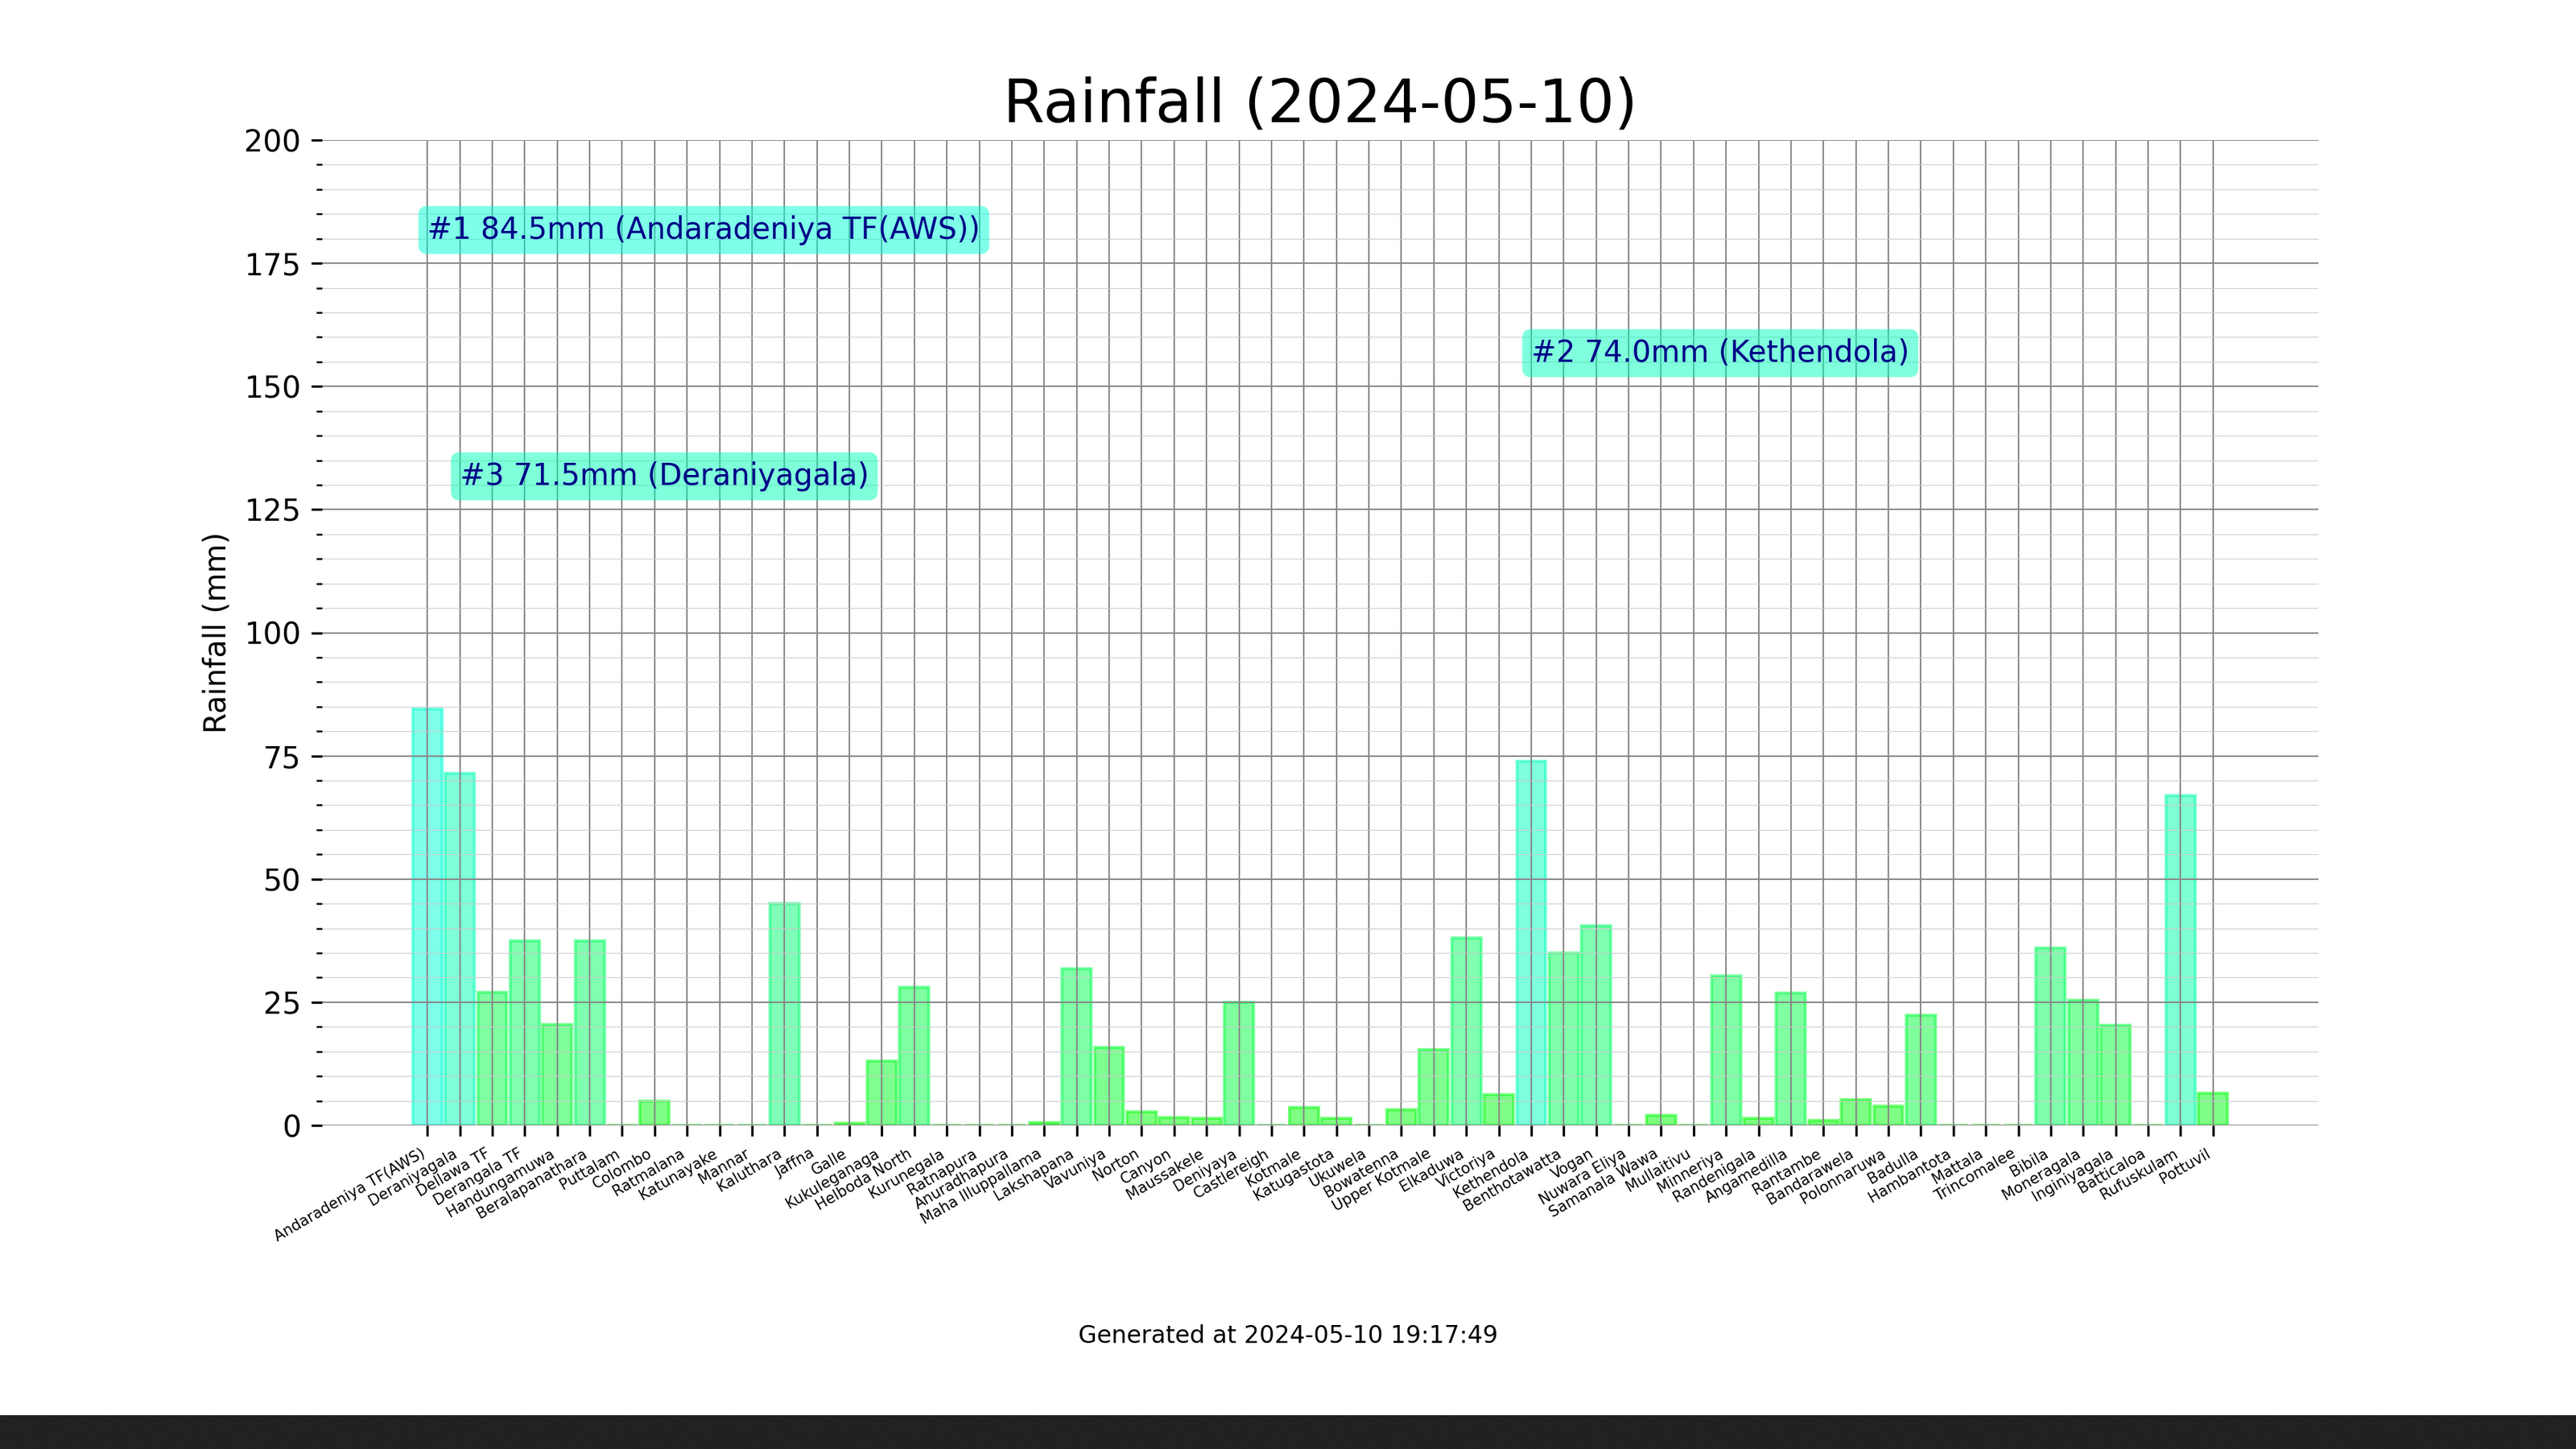 Rainfall (2024-05-10)
200
175
150
125
100
75
50
25
0
Rainfall (mm)
#1 84.5mm (Andaradeniya TF(AWS))
#2 74.0mm (Kethendola)
#3 71.5mm (Deraniyagala)
Andaradeniya TF(AWS)
Deraniyagala
Dellawa TF
Derangala TF
Handungamuwa
Beralapanathara
Puttalam
Colombo
Ratmalana
Katunayake
Mannar
Kaluthara
Jaffna
Galle
Kukuleganaga
Helboda North
Kurunegala
Ratnapura
Anuradhapura
Maha Illuppallama
Lakshapana
Vavuniya
Norton
Canyon
Maussakele
Deniyaya
Castlereigh
Kotmale
Katugastota
Ukuwela
Bowatenna
Upper Kotmale
Elkaduwa
Victoriya
Kethendola
Benthotawatta
Vogan
Nuwara Eliya
Samanala Wawa
Mullaitivu
Minneriya
Randenigala
Angamedilla
Rantambe
Bandarawela
Polonnaruwa
Badulla
Hambantota
Mattala
Trincomalee
Bibila
Moneragala
Inginiyagala
Batticaloa
Rufuskulam
Pottuvil
Generated at 2024-05-10 19:17:49